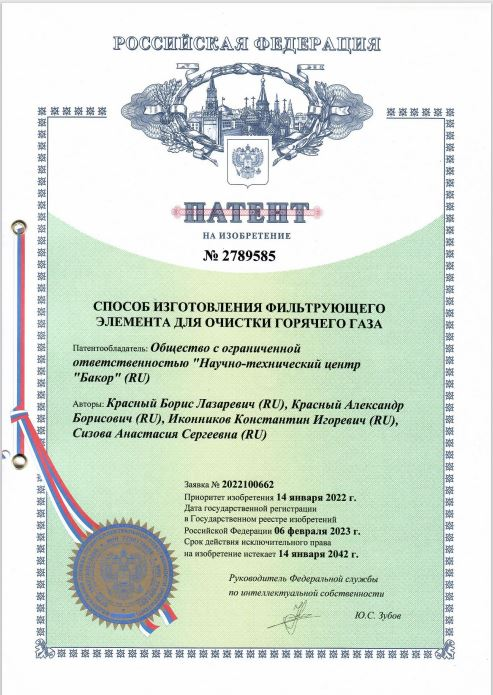 РОССИЙСКАЯ ФЕДЕРАЦИЯ
ПАТЕНТ
НА ИЗОБРЕТЕНИЕ
№ 2789585
СПОСОБ ИЗГОТОВЛЕНИЯ ФИЛЬТРУЮЩЕГО
ЭЛЕМЕНТА ДЛЯ ОЧИСТКИ ГОРЯЧЕГО ГАЗА
Патентообладатель: Общество с ограниченной
ответственностью "Научно-технический центр
"Бакор" (RU)
Авторы: Красный Борис Лазаревич (RU), Красный Александр
Борисович (RU), Иконников Константин Игоревич (RU),
Сизова Анастасия Сергеевна (RU)
Заявка № 2022100662
Приоритет изобретения 14 января 2022 г.
Дата государственной регистрации
в Государственном реестре изобретений
Российской Федерации 06 февраля 2023 г.
Срок действия исключительного права
на изобретение истекает 14 января 2042 г.
Руководитель Федеральной службы
по интеллектуальной собственности
Ю.С. Зубов